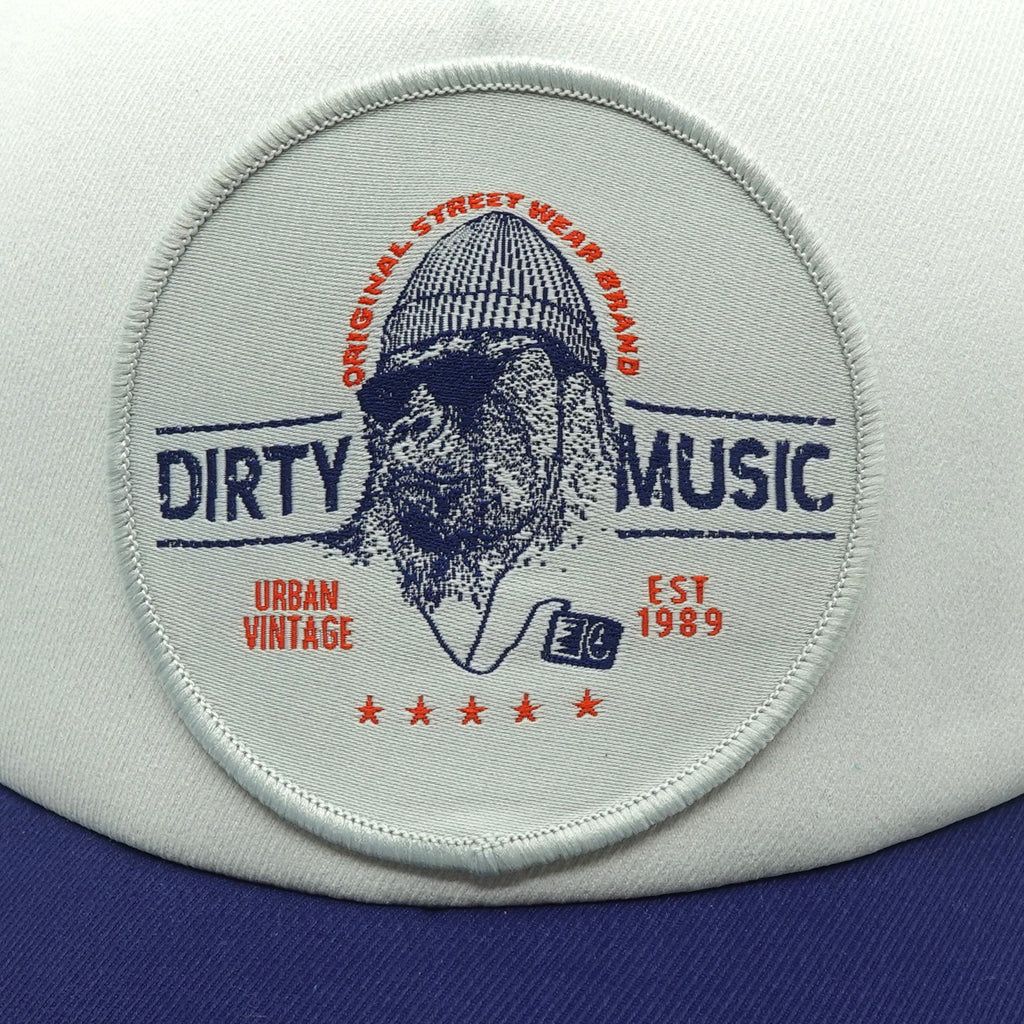 ORIGINAL STREET WEAR BRAND
DIRTY MUSIC
URBAN
VINTAGE
EST
1989